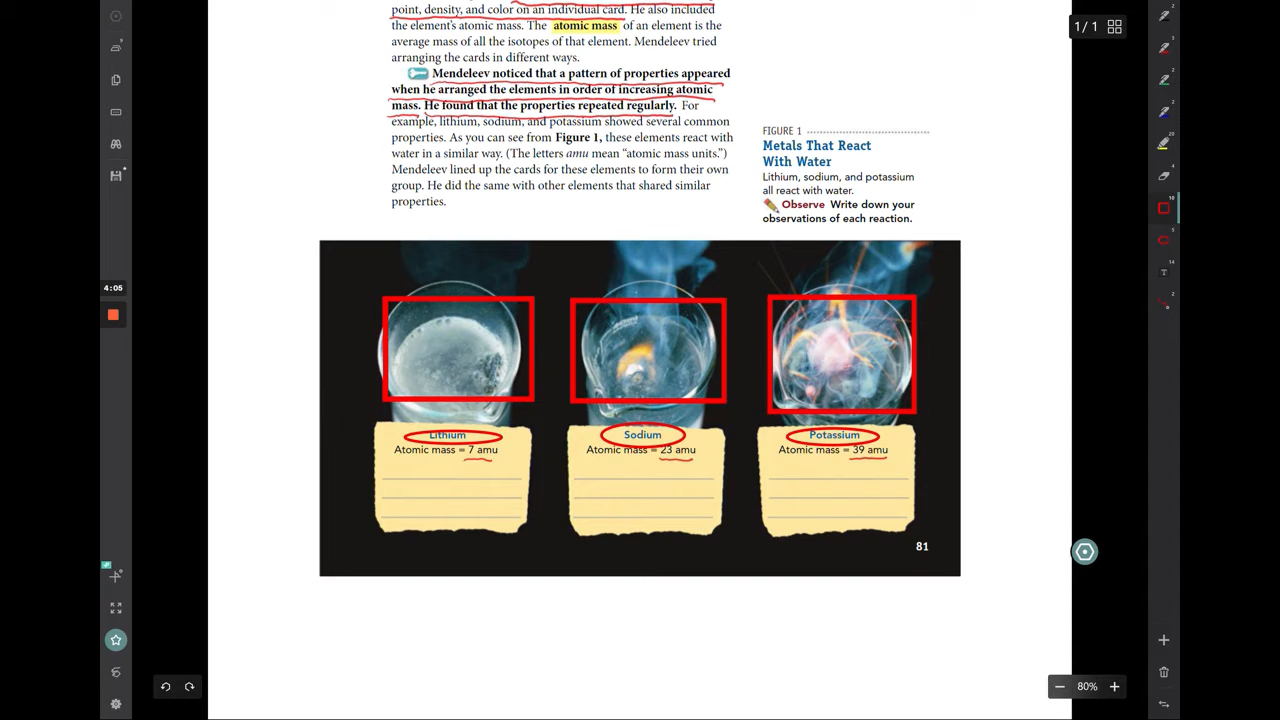 point, density, and color on an individual card. He also included
the element's atomic mass. The atomic mass of an element is the
average mass of all the isotopes of that element. Mendeleev tried
arranging the cards in different ways.
Mendeleev noticed that a pattern of properties appeared
when he arranged the elements in order of increasing atomic
mass. He found that the properties repeated regularly. For
example, lithium, sodium, and potassium showed several common
properties. As you can see from Figure 1, these elements react with
water in a similar way. (The letters amu mean "atomic mass units.")
Mendeleev lined up the cards for these elements to form their own
group. He did the same with other elements that shared similar
properties.
FIGURE 1
Metals That React
With Water
Lithium, sodium, and potassium
all react with water.
Observe Write down your
observations of each reaction.
Lithium
Atomic mass = 7 amu
Sodium
Atomic mass = 23 amu
Potassium
Atomic mass = 39 amu
81
1/1
4:05
80%